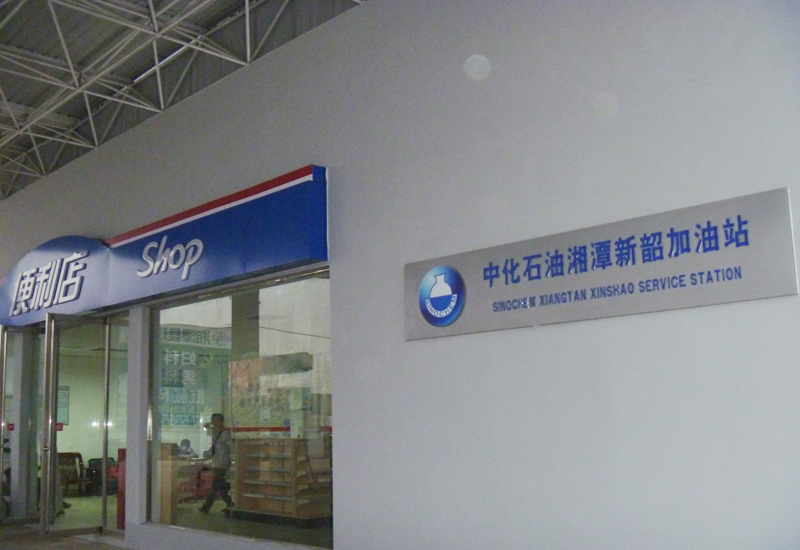 便利店
Shop
中化石油湘潭新韶加油站
SINOCHEM XIANGTAN XINSHAO SERVICE STATION
SINOCHEM